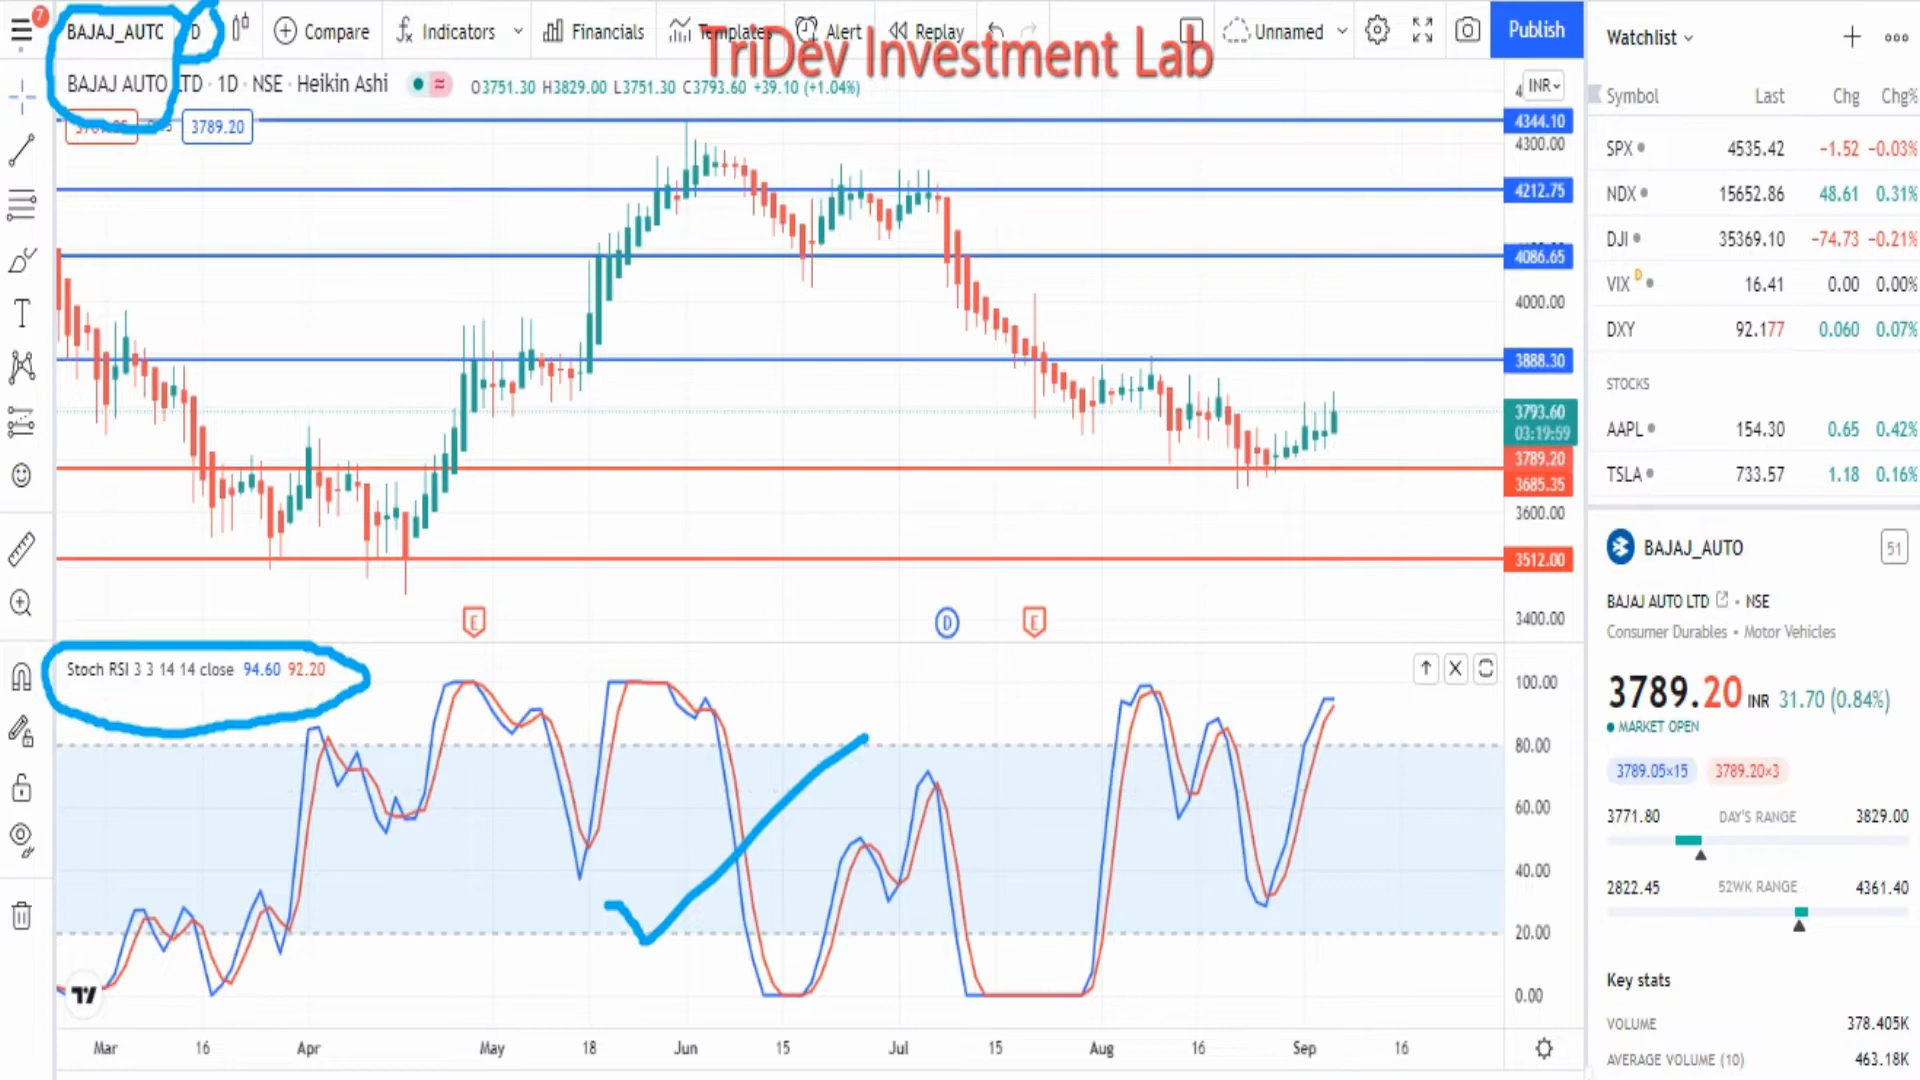 7
BAJAJ_AUTO D Compare Indicators Financials Templates Alert Replay Unnamed Publish
TriDev Investment Lab
BAJAJ AUTO LTD · 1D · NSE · Heikin Ashi O3751.30 H3829.00 L3751.30 C3793.60 +39.10 (+1.04%)
3789.20
INR
4344.10
4300.00
4212.75
4086.65
4000.00
3888.30
3793.60
03:19:59
3789.20
3685.35
3600.00
3512.00
3400.00
E D E
Stoch RSI 3 3 14 14 close 94.60 92.20
100.00
80.00
60.00
40.00
20.00
0.00
Mar 16 Apr May 18 Jun 15 Jul 15 Aug 16 Sep 16
Watchlist
Symbol Last Chg Chg%
SPX 4535.42 −1.52 −0.03%
NDX 15652.86 48.61 0.31%
DJI 35369.10 −74.73 −0.21%
VIX D 16.41 0.00 0.00%
DXY 92.177 0.060 0.07%
STOCKS
AAPL 154.30 0.65 0.42%
TSLA 733.57 1.18 0.16%
BAJAJ_AUTO 51
BAJAJ AUTO LTD · NSE
Consumer Durables • Motor Vehicles
3789.20 INR 31.70 (0.84%)
MARKET OPEN
3789.05×15 3789.20×3
3771.80 DAY'S RANGE 3829.00
2822.45 52WK RANGE 4361.40
Key stats
VOLUME 378.405K
AVERAGE VOLUME (10) 463.18K